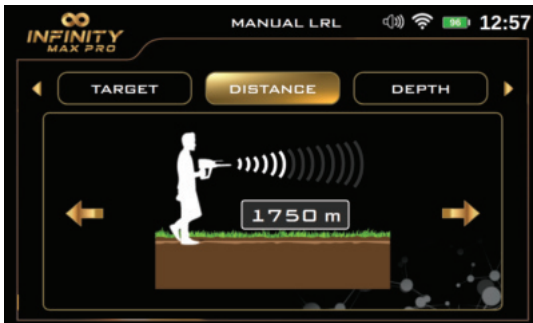 INFINITY
MAX PRO
MANUAL LRL
96
12:57
TARGET
DISTANCE
DEPTH
1750 m